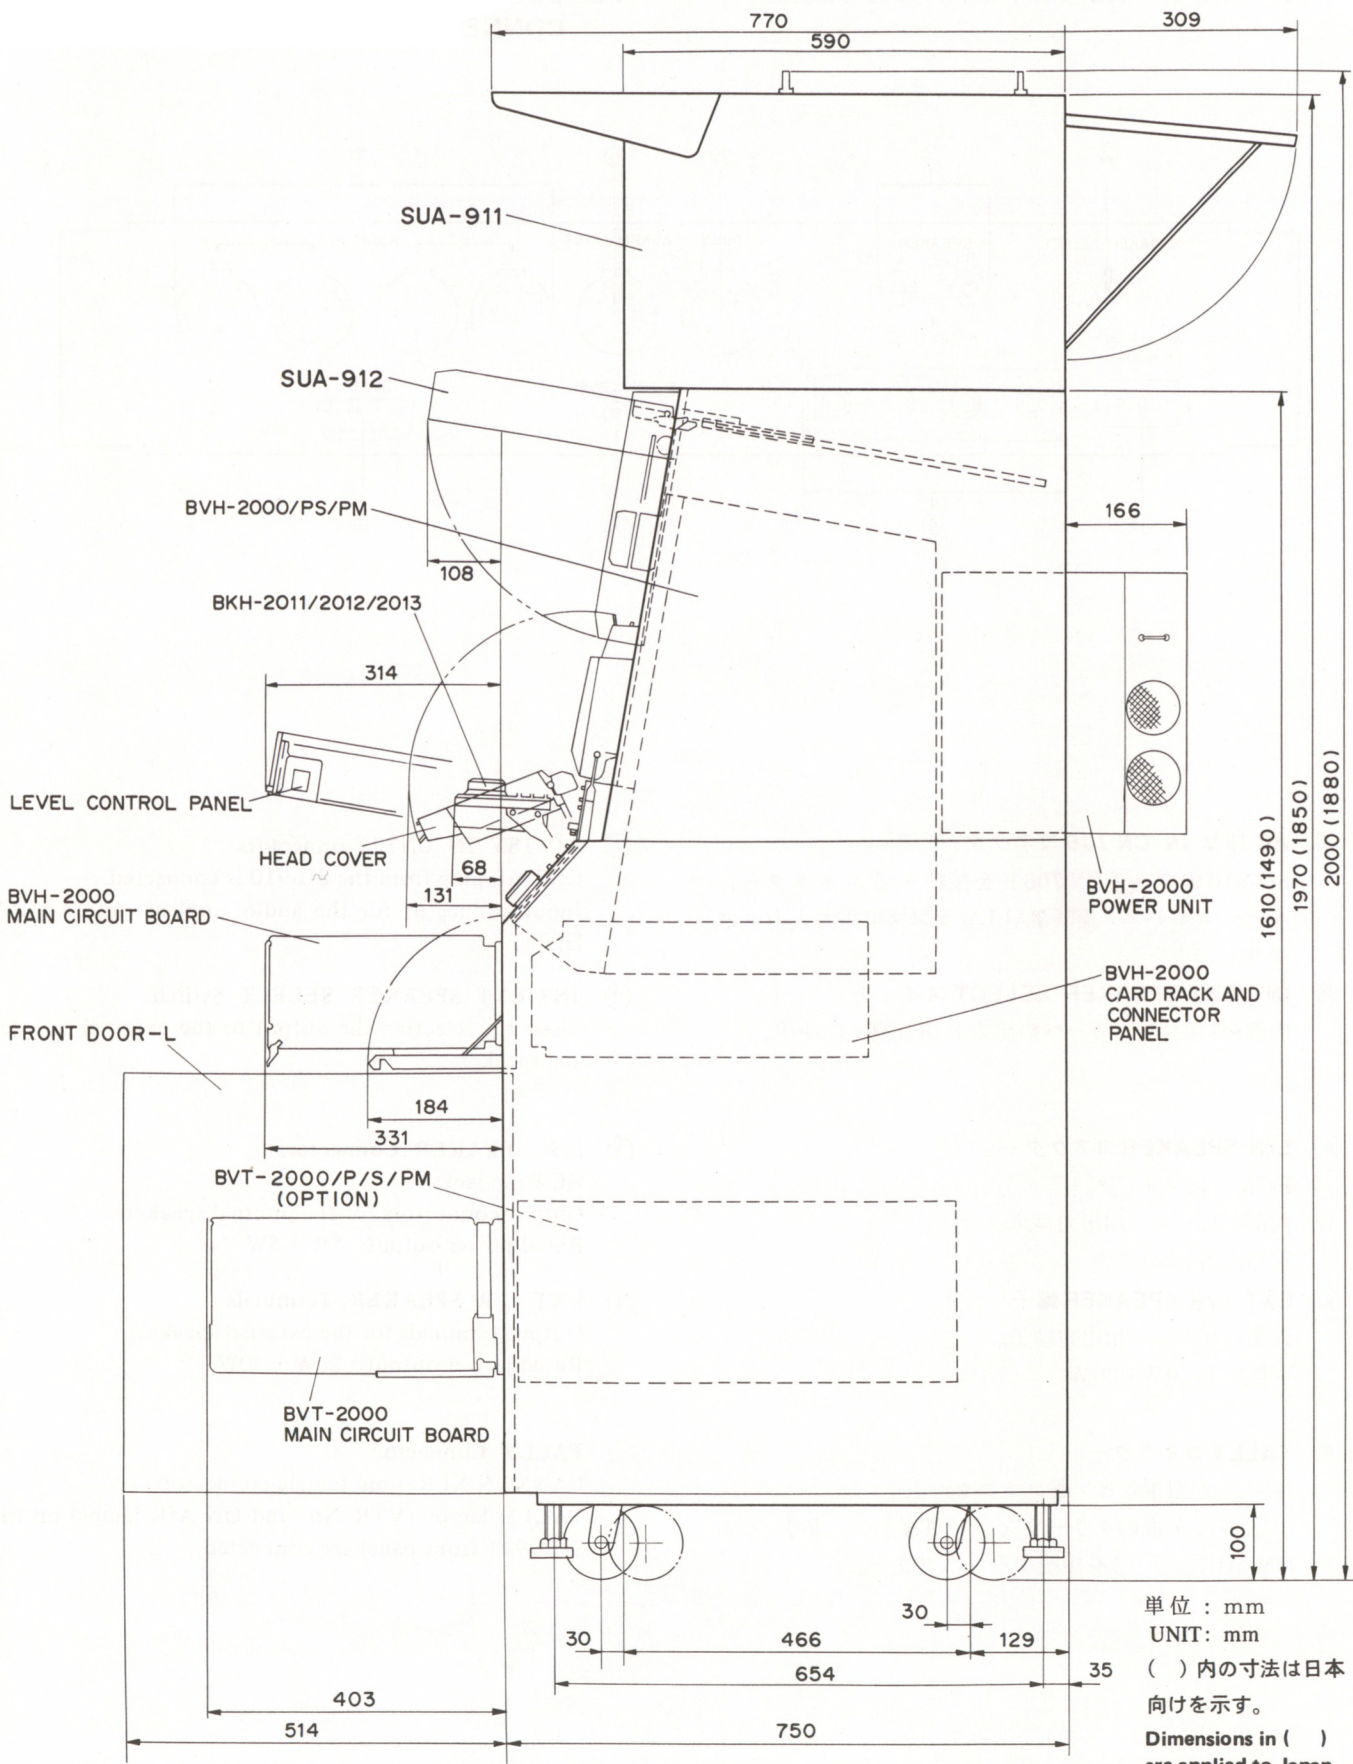 770
309
590
SUA-911
SUA-912
BVH-2000/PS/PM
166
108
BKH-2011/2012/2013
314
LEVEL CONTROL PANEL
HEAD COVER
68
131
BVH-2000
MAIN CIRCUIT BOARD
BVH-2000
POWER UNIT
1610(1490)
1970(1850)
2000(1880)
BVH-2000
CARD RACK AND
CONNECTOR
PANEL
FRONT DOOR-L
184
331
BVT-2000/P/S/PM
(OPTION)
BVT-2000
MAIN CIRCUIT BOARD
100
30
30
466
129
654
35
403
514
750
単位：mm
UNIT: mm
(　)内の寸法は日本
向けを示す。
Dimensions in (　)
are applied to Japan